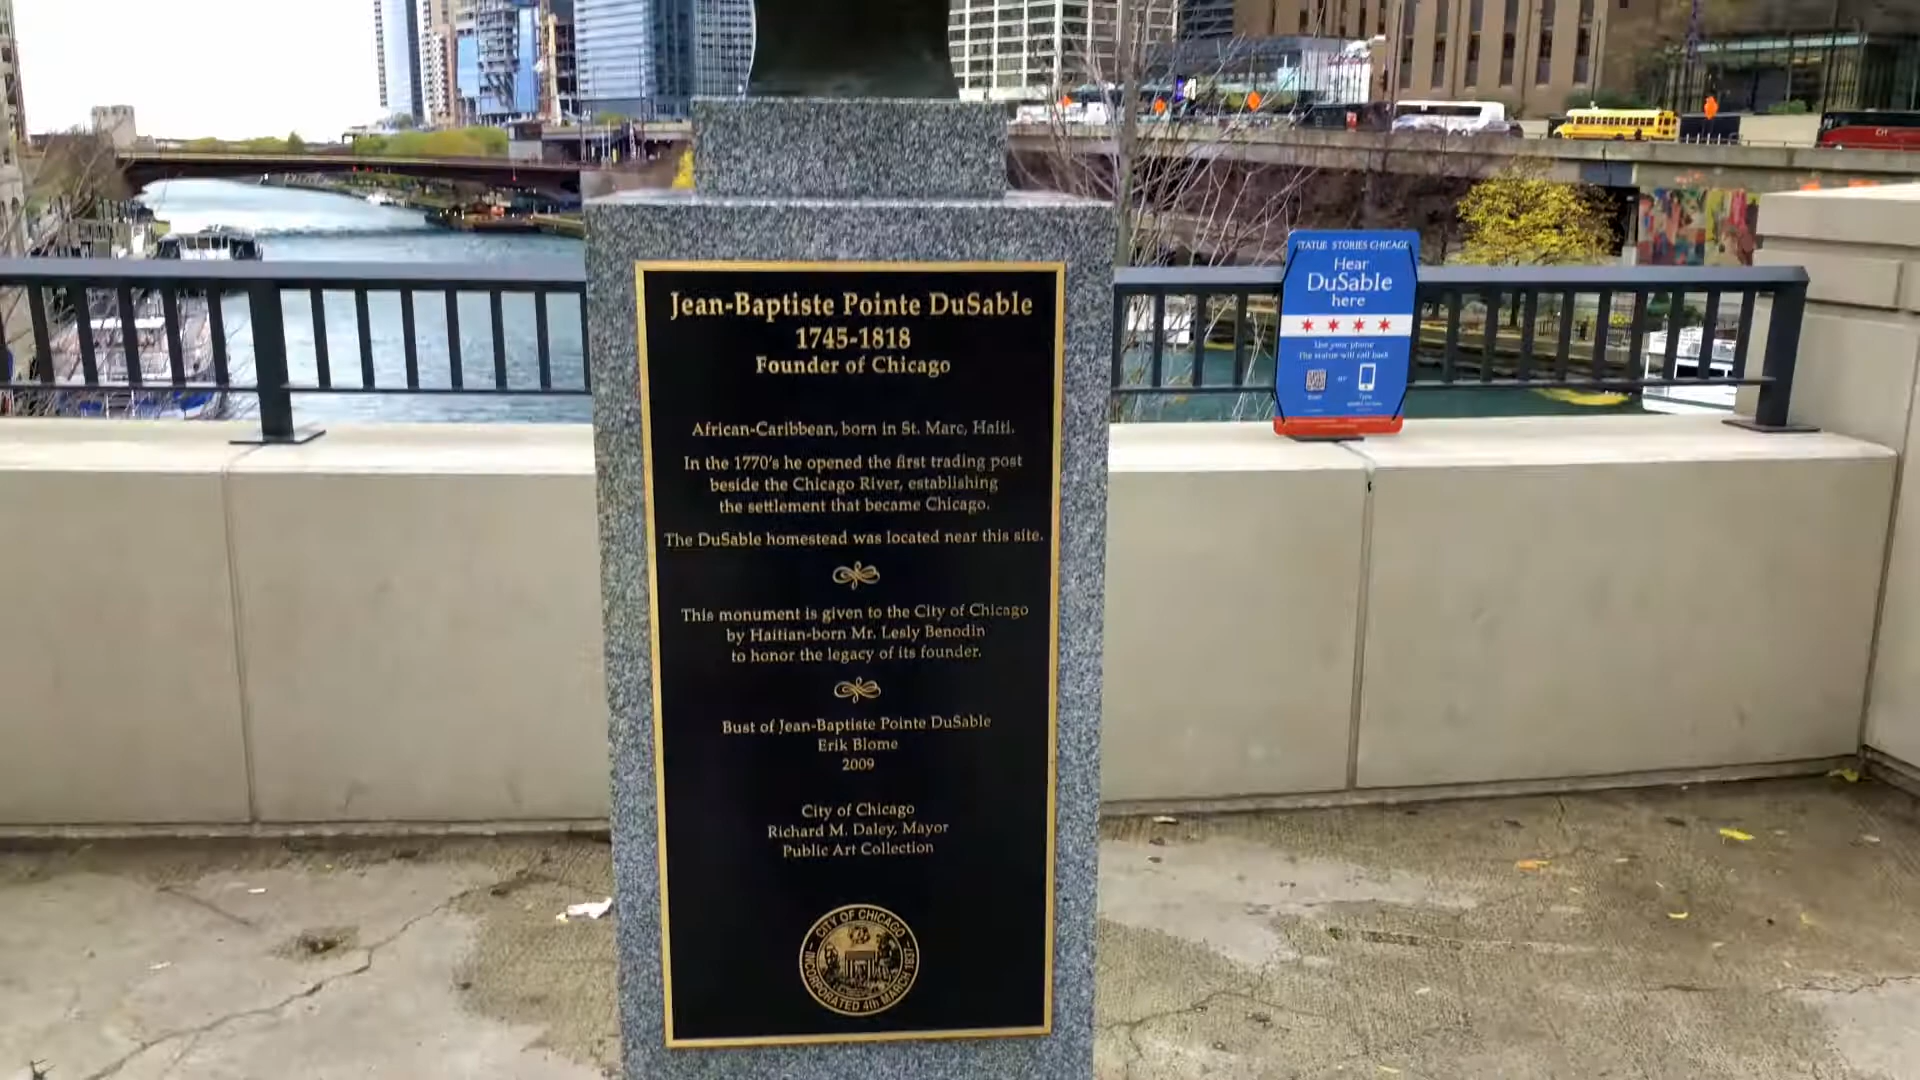 Jean-Baptiste Pointe DuSable
1745-1818
Founder of Chicago
African-Caribbean, born in St. Marc, Haiti.
In the 1770's he opened the first trading post
beside the Chicago River, establishing
the settlement that became Chicago.
The DuSable homestead was located near this site.
This monument is given to the City of Chicago
by Haitian-born Mr. Lesly Benodin
to honor the legacy of its founder.
Bust of Jean-Baptiste Pointe DuSable
Erik Blome
2009
City of Chicago
Richard M. Daley, Mayor
Public Art Collection
CITY OF CHICAGO
INCORPORATED 4th MARCH 1837
STATUE STORIES CHICAGO
Hear
DuSable
here
Use your phone
The statue will call back
or
Scan
Type